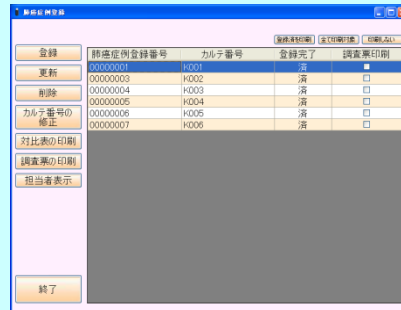 肺癌症例登録
登録済を印刷 全て印刷対象 印刷しない
登録
更新
削除
カルテ番号の
修正
対比表の印刷
調査票の印刷
担当者表示
終了
肺癌症例登録番号 カルテ番号 登録完了 調査票印刷
00000001 K001 済
00000003 K002 済
00000004 K003 済
00000005 K004 済
00000006 K005 済
00000007 K006 済